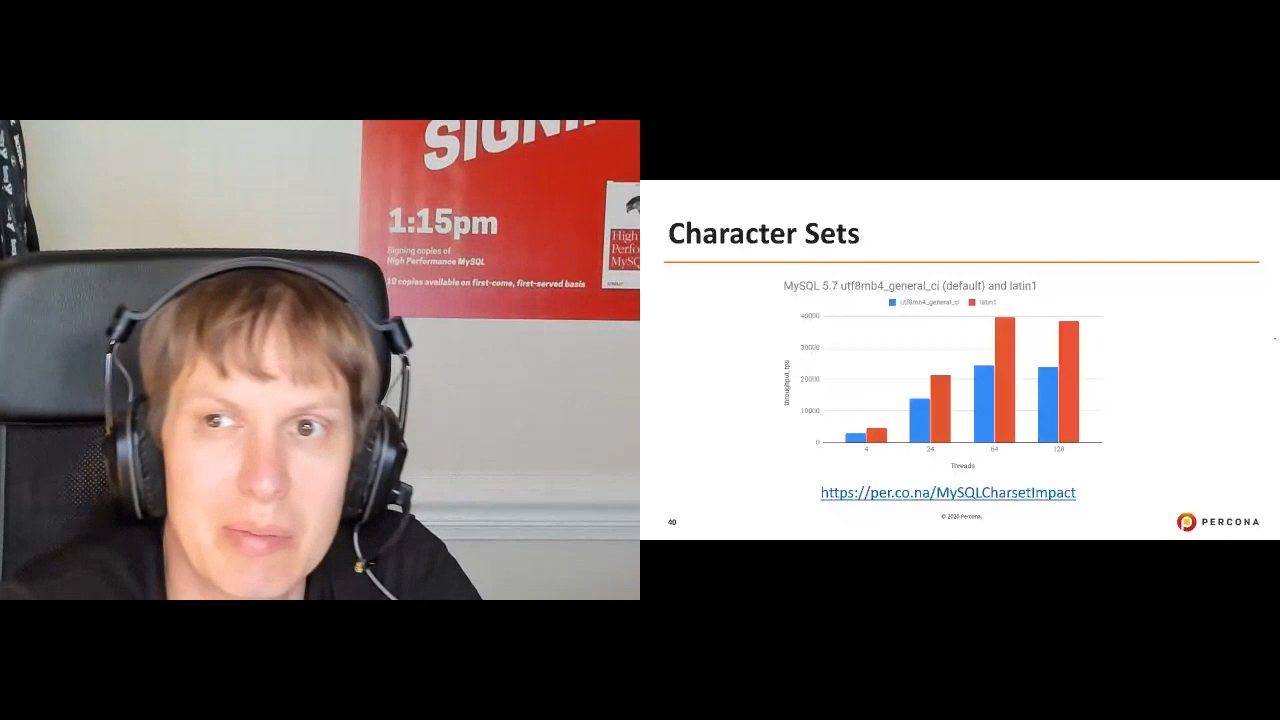 SIGNI
1:15pm
Signing copies of
High Performance MySQL
10 copies available on first-come, first-served basis
High
Perfo
MySQ
Character Sets
MySQL 5.7 utf8mb4_general_ci (default) and latin1
utf8mb4_general_ci latin1
40000
30000
20000
10000
0
throughput, tps
4 24 64 128
Threads
https://per.co.na/MySQLCharsetImpact
© 2020 Percona.
40
PERCONA